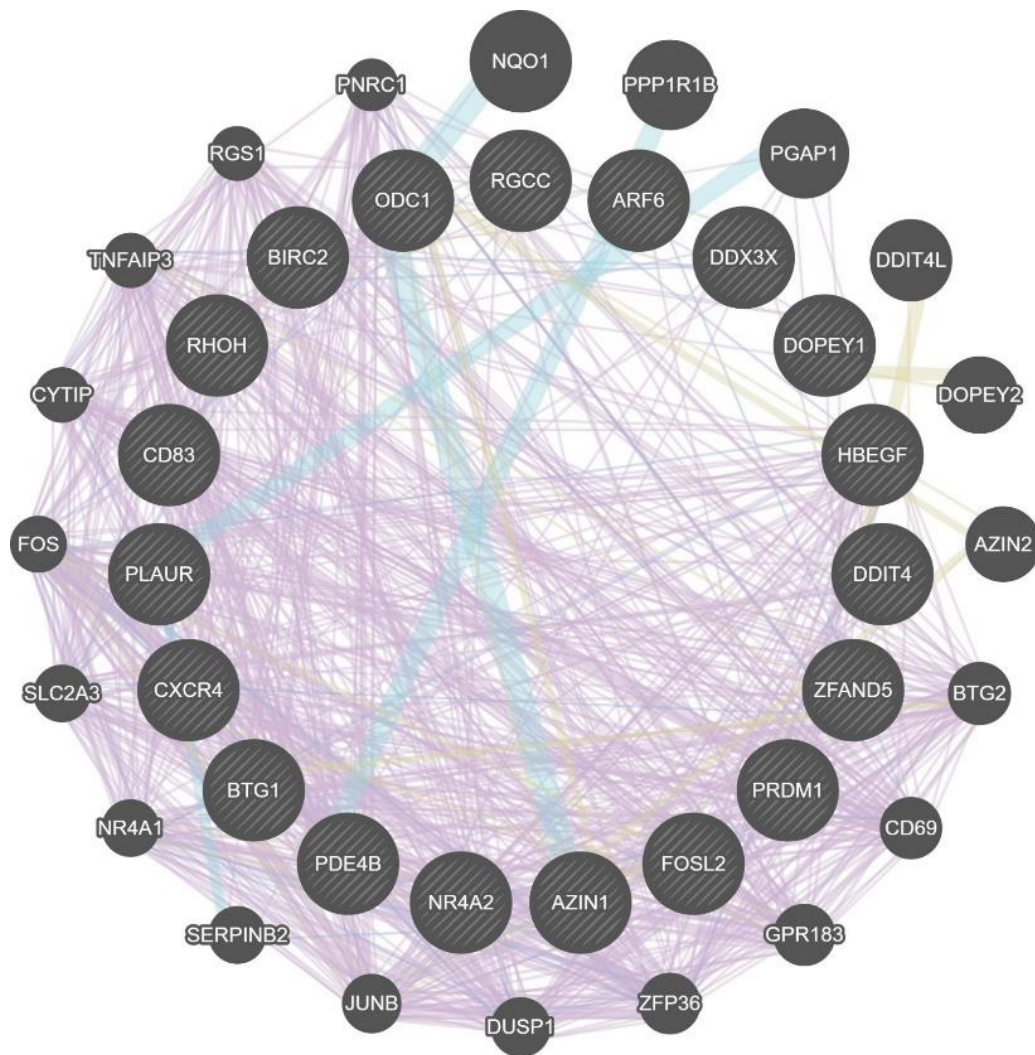 NQO1
PNRC1
PPP1R1B
PGAP1
RGS1
RGCC
ODC1
ARF6
TNFAIP3
BIRC2
DDX3X
DDIT4L
RHOH
DOPEY1
CYTIP
DOPEY2
CD83
HBEGF
FOS
PLAUR
DDIT4
AZIN2
SLC2A3
CXCR4
ZFAND5
BTG2
BTG1
PRDM1
NR4A1
CD69
PDE4B
FOSL2
NR4A2
AZIN1
SERPINB2
GPR183
JUNB
DUSP1
ZFP36